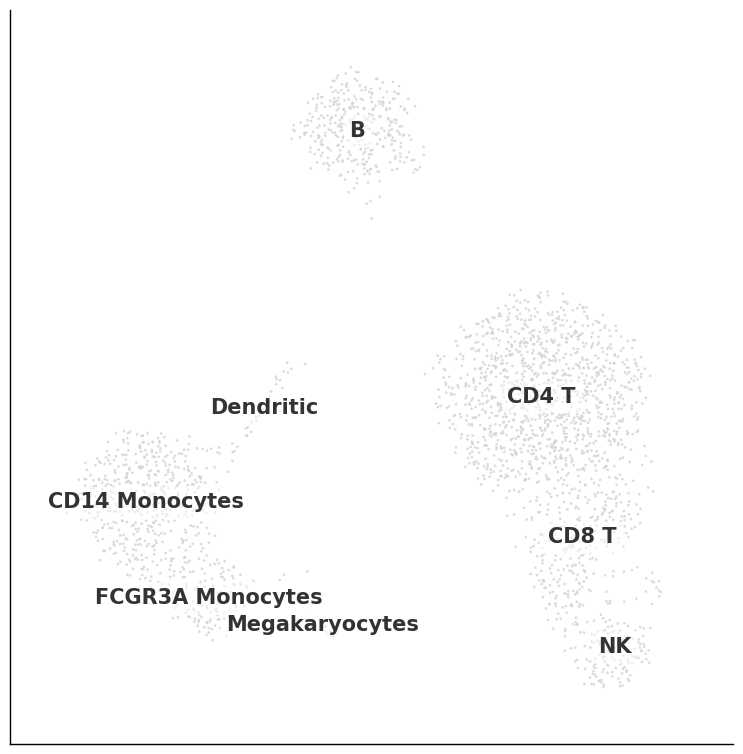 B
CD4 T
Dendritic
CD14 Monocytes
CD8 T
FCGR3A Monocytes
Megakaryocytes
NK